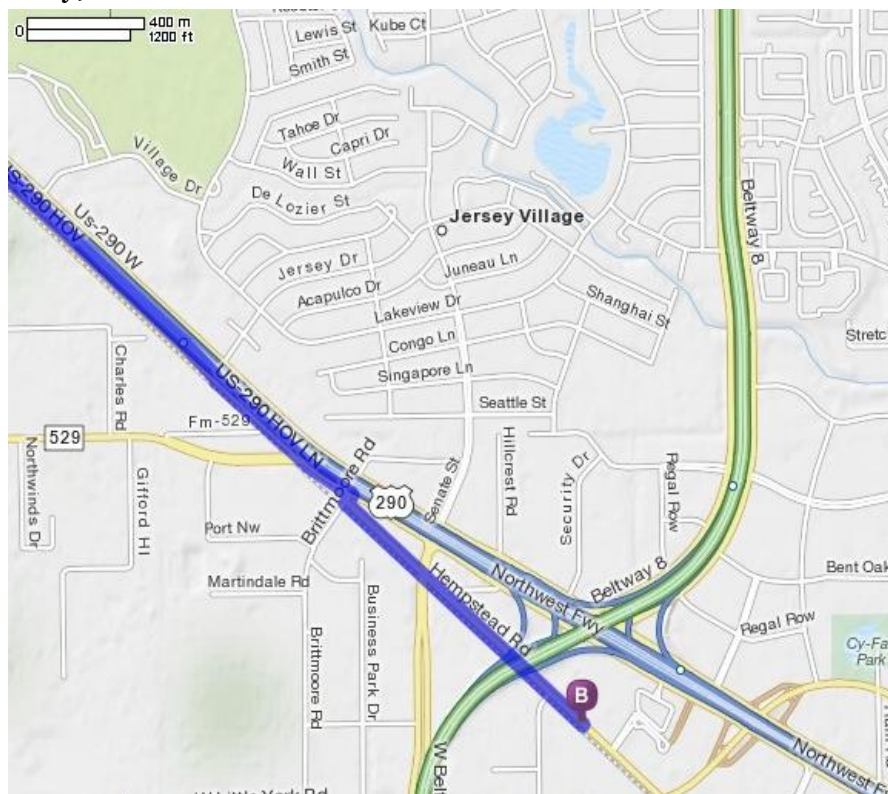 400 m
0
1200 ft
Lewis St
Kube Ct
Smith St
Tahoe Dr
Capri Dr
Village Dr
Wall St
De Lozier St
Beltway 8
US-290 HOV
Us-290 W
Jersey Village
Jersey Dr
Juneau Ln
Acapulco Dr
Shanghai St
Lakeview Dr
Congo Ln
Singapore Ln
Charles Rd
US-290 HOV LN
Seattle St
Fm-529
529
Northwinds Dr
Gifford Hl
Brittmoore Rd
290
Senate St
Hillcrest Rd
Security Dr
Regal Row
Port Nw
Martindale Rd
Hempstead Rd
Northwest Fwy
Beltway 8
Bent Oak
Business Park Dr
Brittmoore Rd
Regal Row
Cy-Fa
Park
B
W Belt
Northwest F